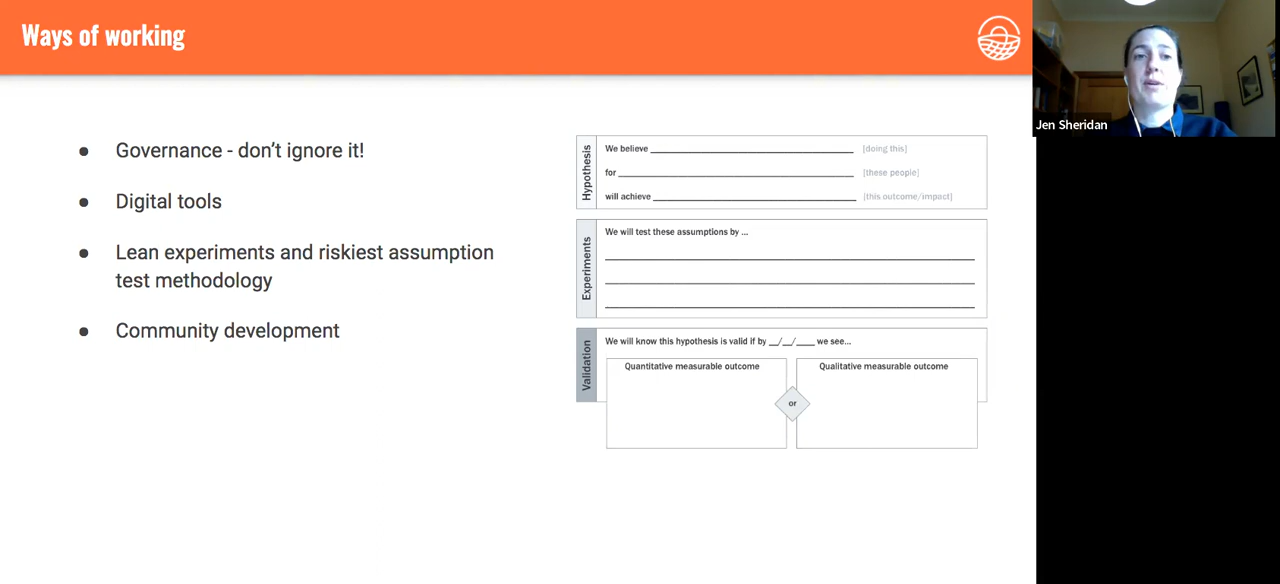 Ways of working
Jen Sheridan
● Governance - don't ignore it!
● Digital tools
● Lean experiments and riskiest assumption
test methodology
● Community development
Hypothesis
We believe ____________________ [doing this]
for ____________________ [these people]
will achieve ____________________ [this outcome/impact]
Experiments
We will test these assumptions by ...
Validation
We will know this hypothesis is valid if by __/__/____ we see...
Quantitative measurable outcome
or
Qualitative measurable outcome